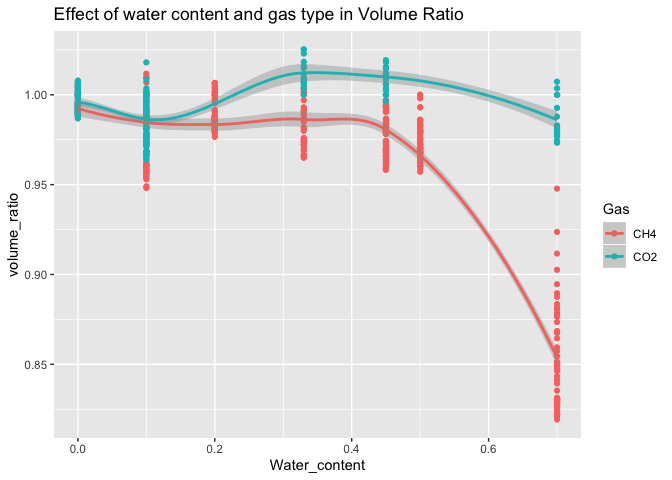 Effect of water content and gas type in Volume Ratio
1.00
0.95
0.90
0.85
volume_ratio
0.0
0.2
0.4
0.6
Water_content
Gas
CH4
CO2